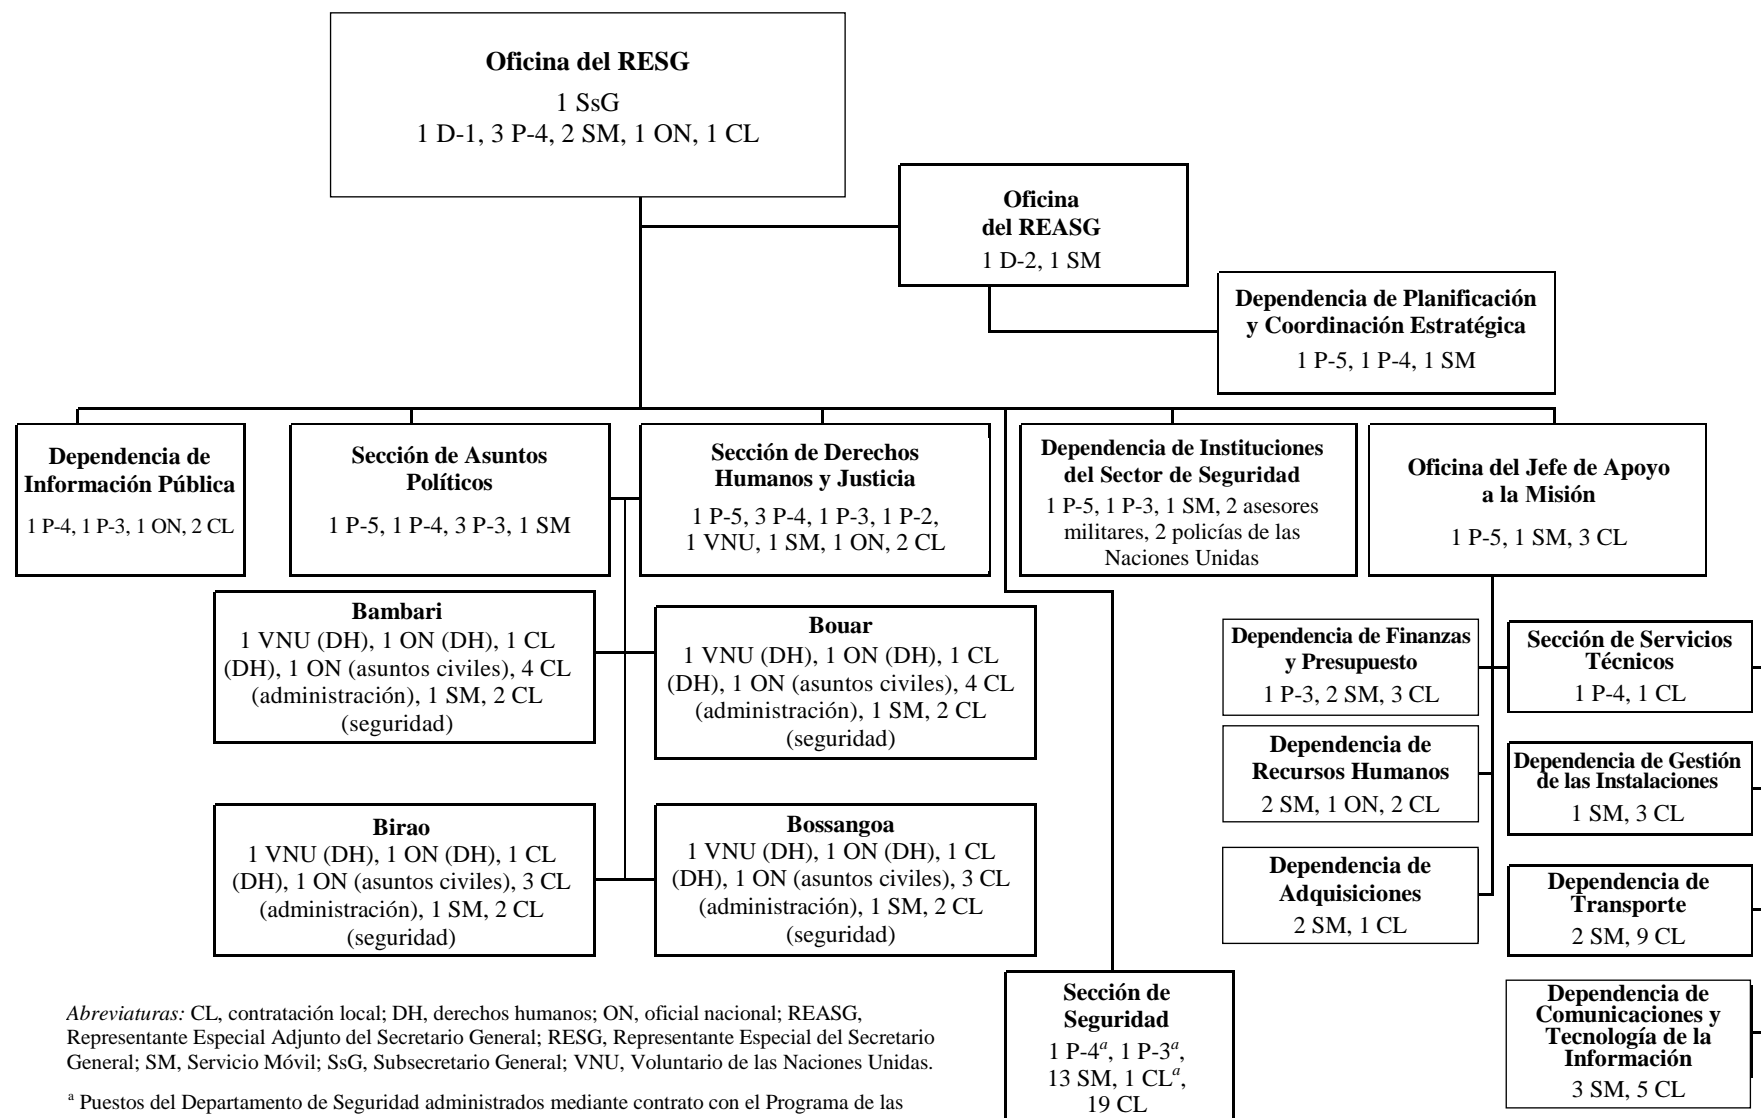 Oficina del RESG
1 SsG
1 D-1, 3 P-4, 2 SM, 1 ON, 1 CL
Oficina
del REASG
1 D-2, 1 SM
Dependencia de Planificación
y Coordinación Estratégica
1 P-5, 1 P-4, 1 SM
Dependencia de
Información Pública
1 P-4, 1 P-3, 1 ON, 2 CL
Sección de Asuntos
Políticos
1 P-5, 1 P-4, 3 P-3, 1 SM
Sección de Derechos
Humanos y Justicia
1 P-5, 3 P-4, 1 P-3, 1 P-2,
1 VNU, 1 SM, 1 ON, 2 CL
Dependencia de Instituciones
del Sector de Seguridad
1 P-5, 1 P-3, 1 SM, 2 asesores
militares, 2 policías de las
Naciones Unidas
Oficina del Jefe de Apoyo
a la Misión
1 P-5, 1 SM, 3 CL
Bambari
1 VNU (DH), 1 ON (DH), 1 CL
(DH), 1 ON (asuntos civiles), 4 CL
(administración), 1 SM, 2 CL
(seguridad)
Bouar
1 VNU (DH), 1 ON (DH), 1 CL
(DH), 1 ON (asuntos civiles), 4 CL
(administración), 1 SM, 2 CL
(seguridad)
Birao
1 VNU (DH), 1 ON (DH), 1 CL
(DH), 1 ON (asuntos civiles), 3 CL
(administración), 1 SM, 2 CL
(seguridad)
Bossangoa
1 VNU (DH), 1 ON (DH), 1 CL
(DH), 1 ON (asuntos civiles), 3 CL
(administración), 1 SM, 2 CL
(seguridad)
Dependencia de Finanzas
y Presupuesto
1 P-3, 2 SM, 3 CL
Sección de Servicios
Técnicos
1 P-4, 1 CL
Dependencia de
Recursos Humanos
2 SM, 1 ON, 2 CL
Dependencia de Gestión
de las Instalaciones
1 SM, 3 CL
Dependencia de
Adquisiciones
2 SM, 1 CL
Dependencia de
Transporte
2 SM, 9 CL
Sección de
Seguridad
1 P-4ᵃ, 1 P-3ᵃ,
13 SM, 1 CLᵃ,
19 CL
Dependencia de
Comunicaciones y
Tecnología de la
Información
3 SM, 5 CL
Abreviaturas: CL, contratación local; DH, derechos humanos; ON, oficial nacional; REASG,
Representante Especial Adjunto del Secretario General; RESG, Representante Especial del Secretario
General; SM, Servicio Móvil; SsG, Subsecretario General; VNU, Voluntario de las Naciones Unidas.
ᵃ Puestos del Departamento de Seguridad administrados mediante contrato con el Programa de las